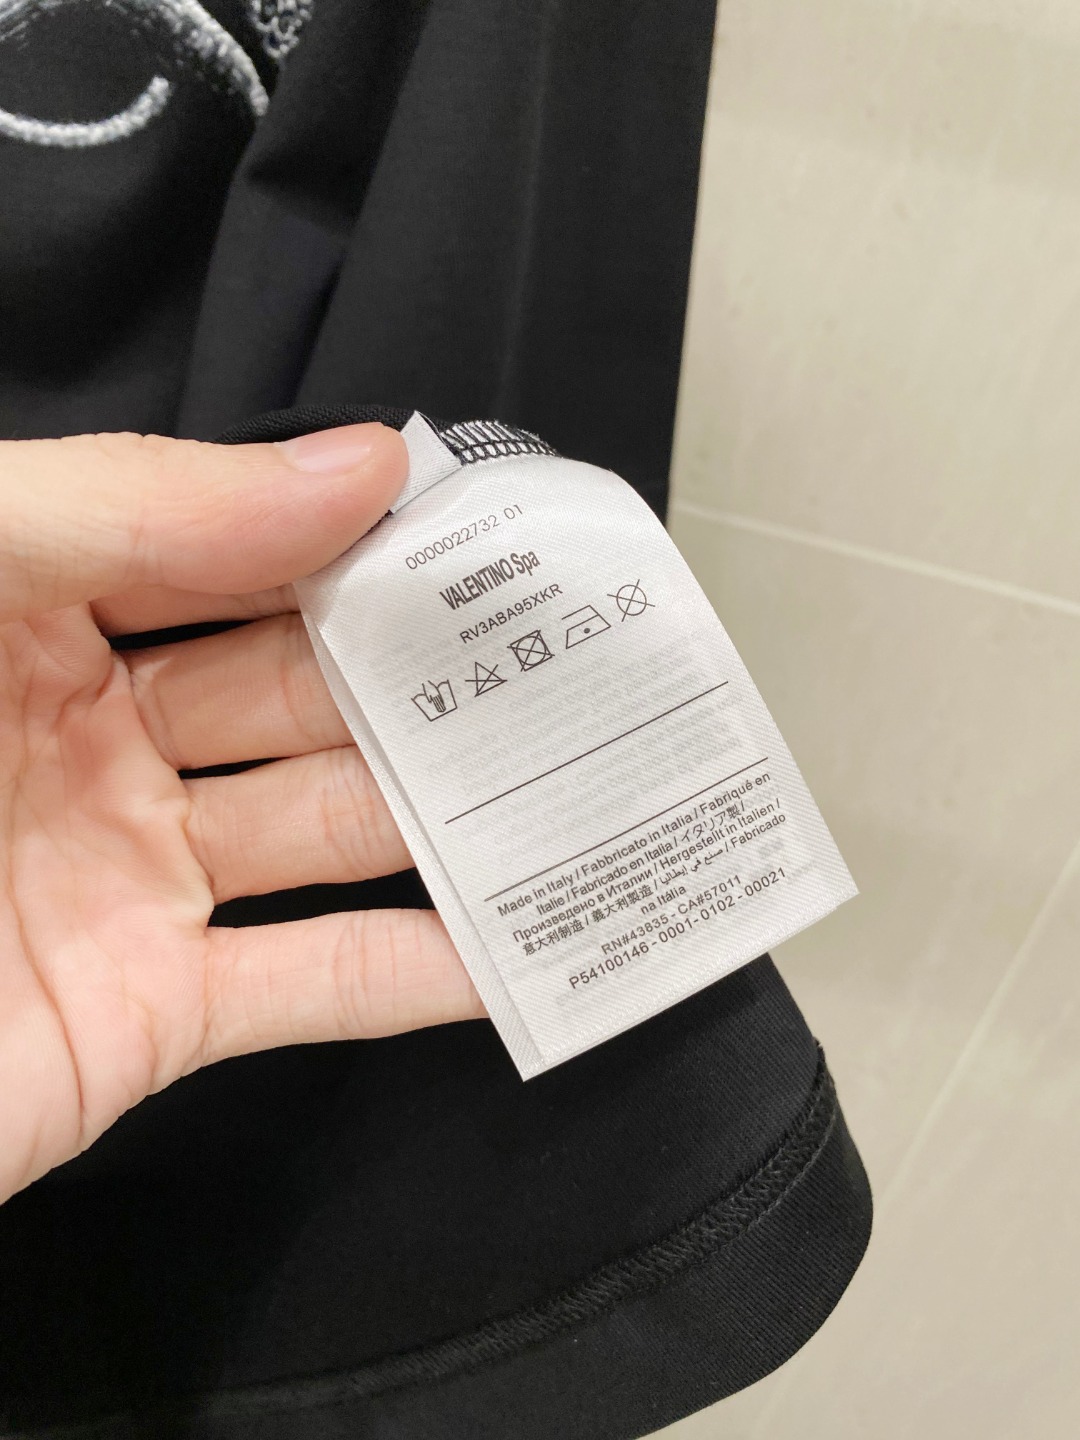 0000022732 01
VALENTINO Spa
RV3ABA95XKR
Made in Italy / Fabbricato in Italia / Fabriqué en
Italie / Fabricado en Italia / イタリア製 /
Произведено в Италии / Hergestellt in Italien /
意大利制造 / 義大利製造 / صنع في إيطاليا / Fabricado
na Itália
RN#43835 - CA#57011
P54100146 - 0001 - 0102 - 00021